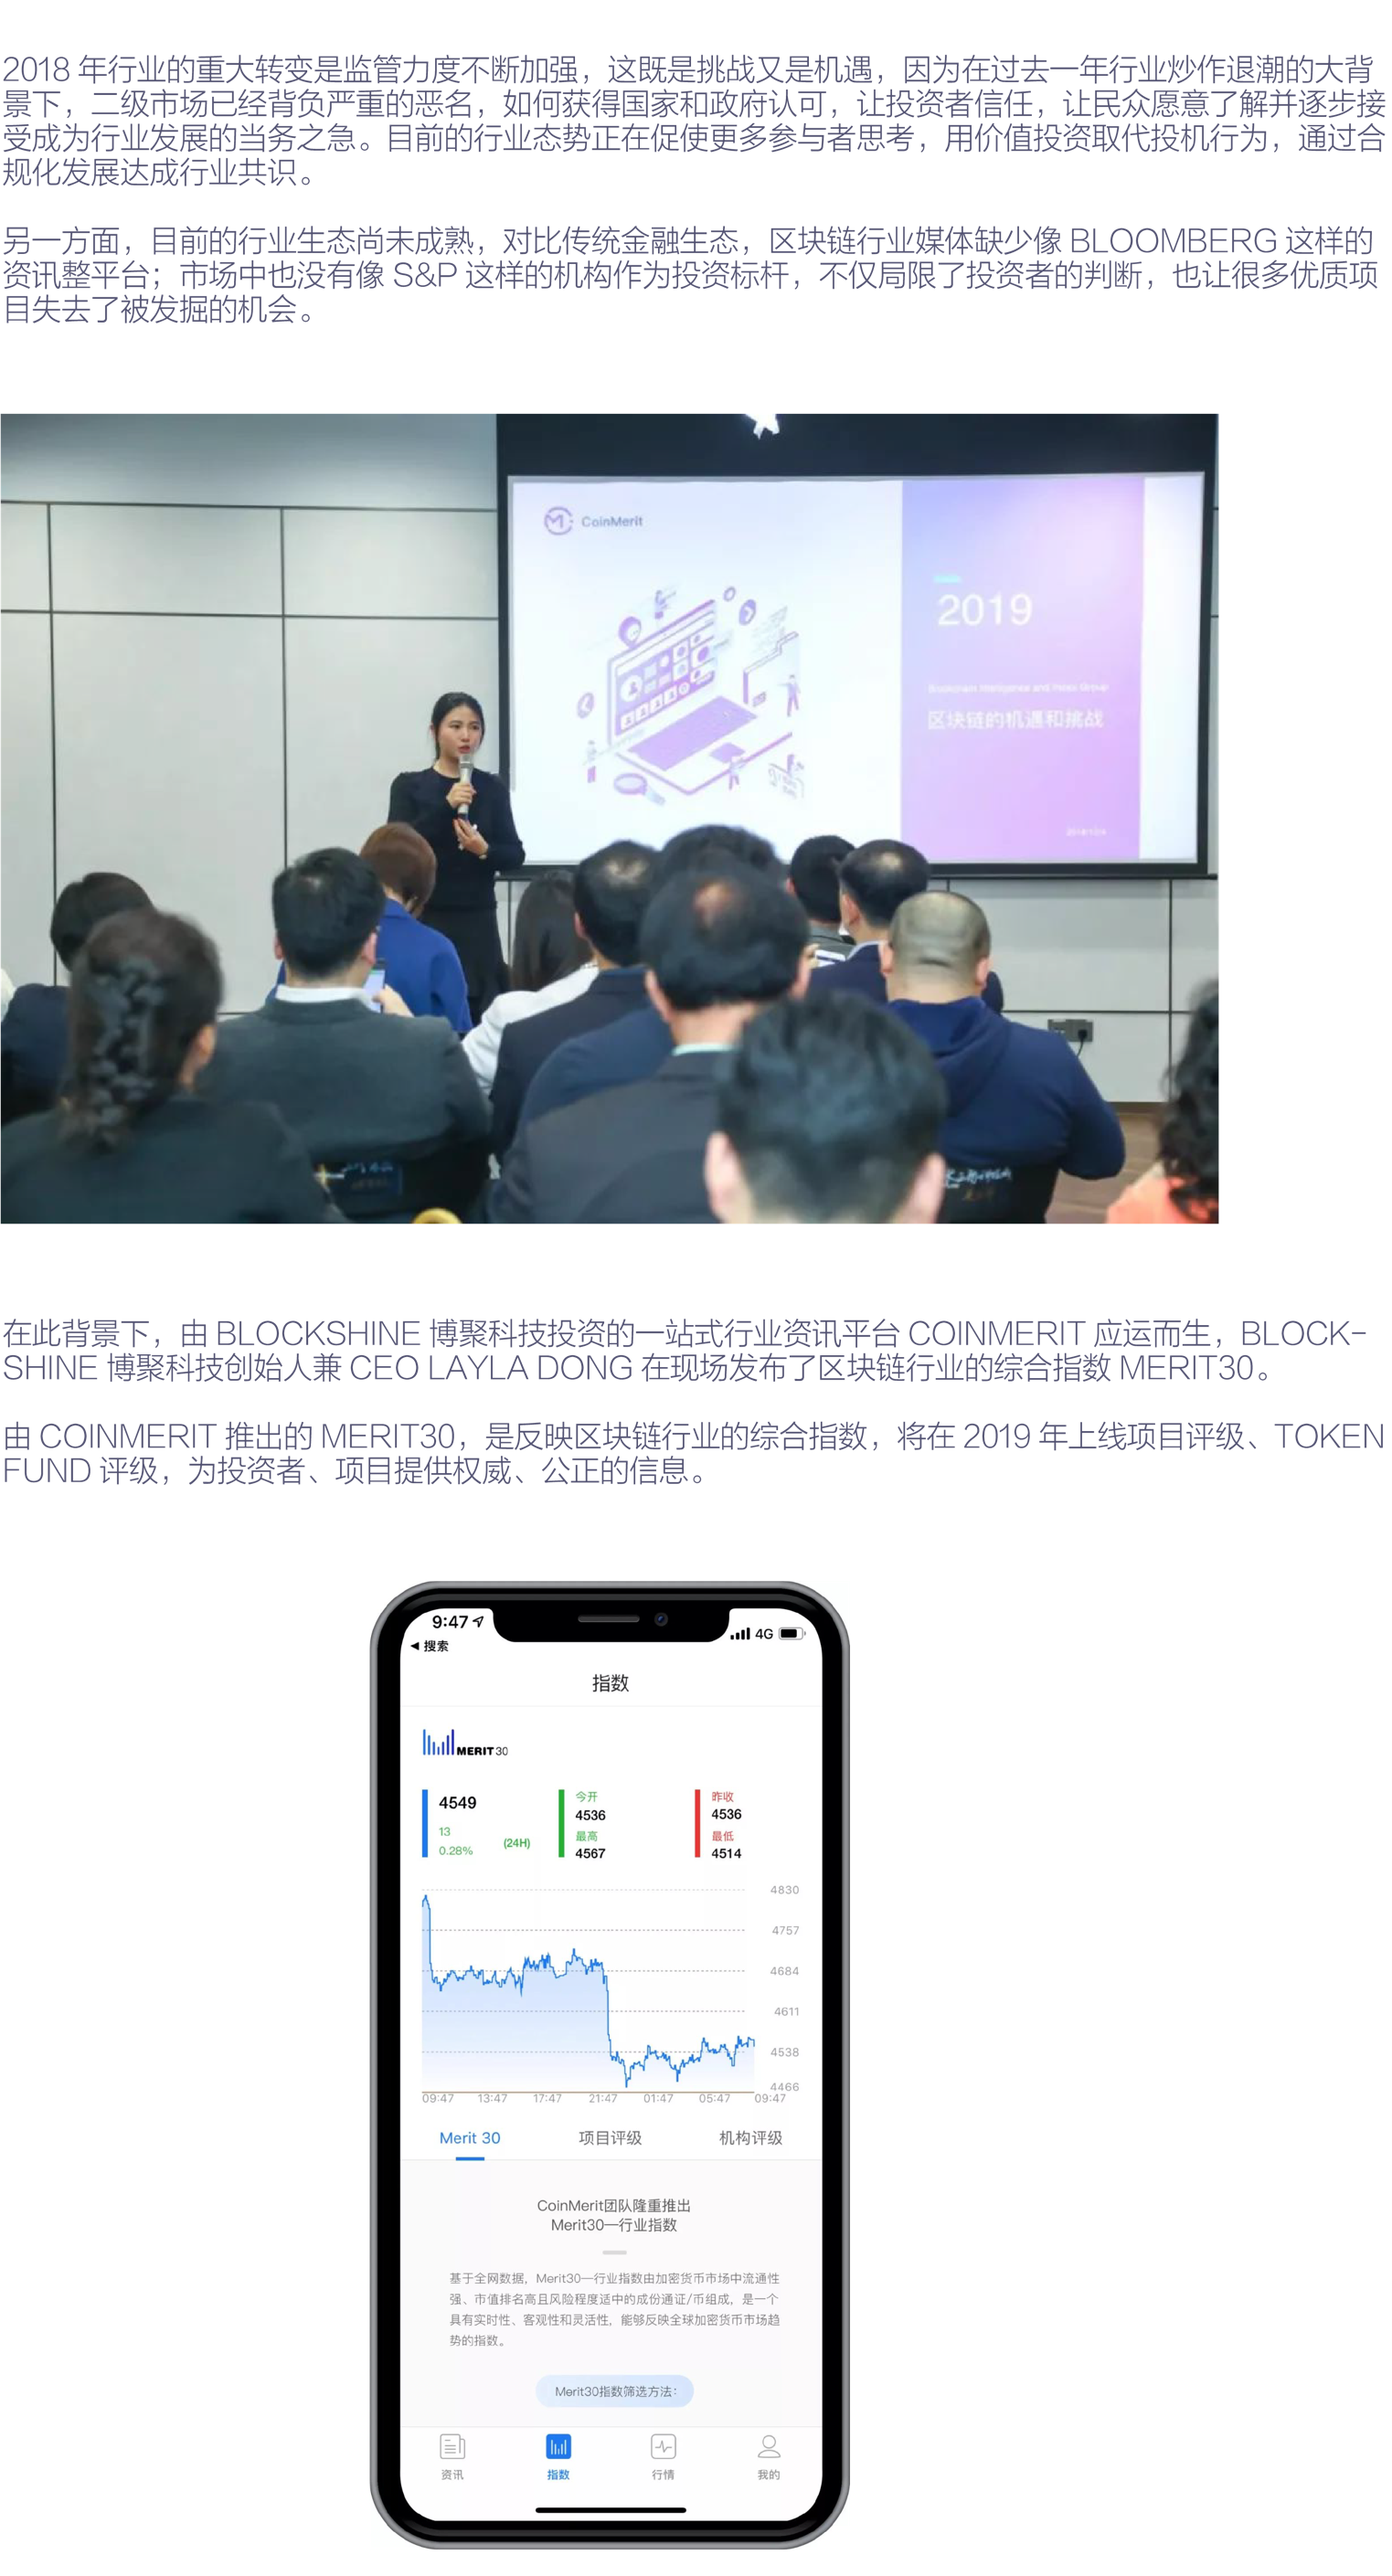 2018 年行业的重大转变是监管力度不断加强，这既是挑战又是机遇，因为在过去一年行业炒作退潮的大背
景下，二级市场已经背负严重的恶名，如何获得国家和政府认可，让投资者信任，让民众愿意了解并逐步接
受成为行业发展的当务之急。目前的行业态势正在促使更多参与者思考，用价值投资取代投机行为，通过合
规化发展达成行业共识。
另一方面，目前的行业生态尚未成熟，对比传统金融生态，区块链行业媒体缺少像 BLOOMBERG 这样的
资讯整平台；市场中也没有像 S&P 这样的机构作为投资标杆，不仅局限了投资者的判断，也让很多优质项
目失去了被发掘的机会。
CoinMerit
2019
区块链的机遇和挑战
在此背景下，由 BLOCKSHINE 博聚科技投资的一站式行业资讯平台 COINMERIT 应运而生，BLOCK-
SHINE 博聚科技创始人兼 CEO LAYLA DONG 在现场发布了区块链行业的综合指数 MERIT30。
由 COINMERIT 推出的 MERIT30，是反映区块链行业的综合指数，将在 2019 年上线项目评级、TOKEN
FUND 评级，为投资者、项目提供权威、公正的信息。
9:47
4G
搜索
指数
MERIT30
4549
13
0.28%
(24H)
今开
4536
最高
4567
昨收
4536
最低
4514
4830
4757
4684
4611
4538
4466
09:47 13:47 17:47 21:47 01:47 05:47 09:47
Merit 30 项目评级 机构评级
CoinMerit团队隆重推出
Merit30—行业指数
基于全网数据，Merit30—行业指数由加密货币市场中流通性
强、市值排名高且风险程度适中的成份通证/币组成，是一个
具有实时性、客观性和灵活性，能够反映全球加密货币市场趋
势的指数。
Merit30指数筛选方法：
资讯 指数 行情 我的